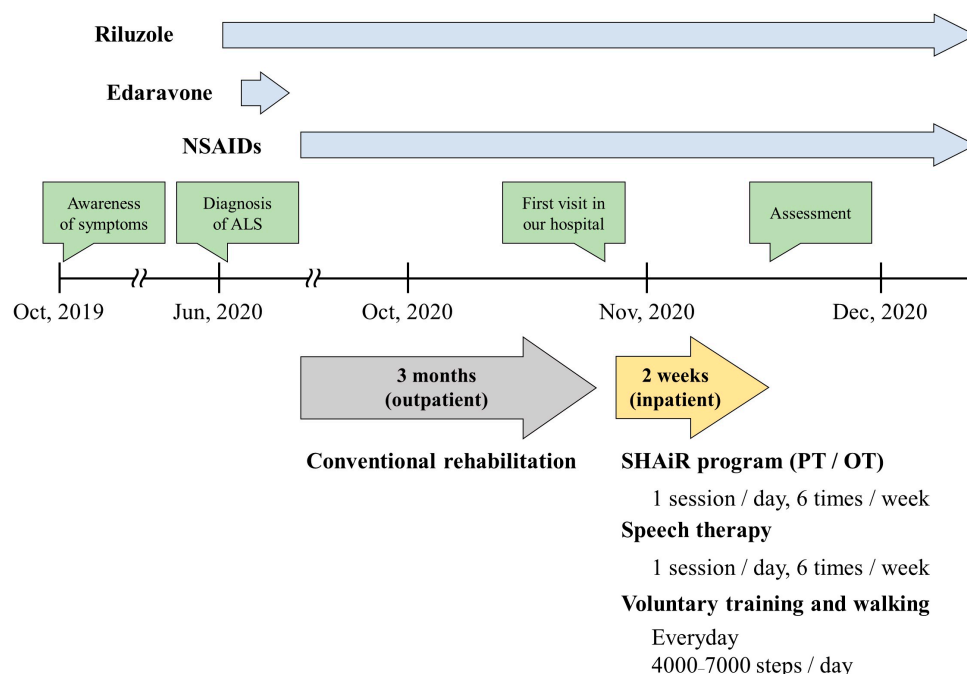 Riluzole
Edaravone
NSAIDs
Awareness
of symptoms
Diagnosis
of ALS
First visit in
our hospital
Assessment
Oct, 2019
Jun, 2020
Oct, 2020
Nov, 2020
Dec, 2020
3 months
(outpatient)
2 weeks
(inpatient)
Conventional rehabilitation
SHAiR program (PT / OT)
1 session / day, 6 times / week
Speech therapy
1 session / day, 6 times / week
Voluntary training and walking
Everyday
4000–7000 steps / day